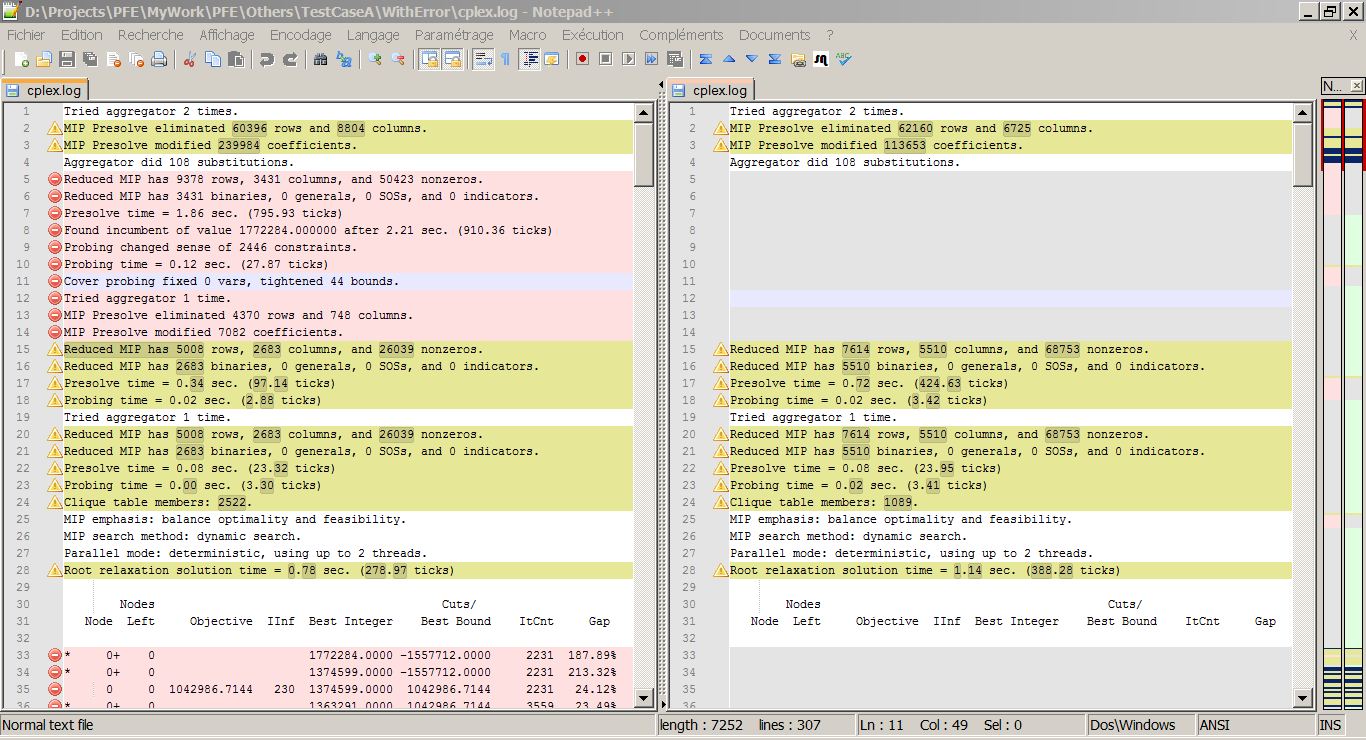 D:\Projects\PFE\MyWork\PFE\Others\TestCaseA\WithError\cplex.log - Notepad++
Fichier Edition Recherche Affichage Encodage Langage Paramétrage Macro Exécution Compléments Documents ? X
cplex.log
1 Tried aggregator 2 times.
2 MIP Presolve eliminated 60396 rows and 8804 columns.
3 MIP Presolve modified 239984 coefficients.
4 Aggregator did 108 substitutions.
5 Reduced MIP has 9378 rows, 3431 columns, and 50423 nonzeros.
6 Reduced MIP has 3431 binaries, 0 generals, 0 SOSs, and 0 indicators.
7 Presolve time = 1.86 sec. (795.93 ticks)
8 Found incumbent of value 1772284.000000 after 2.21 sec. (910.36 ticks)
9 Probing changed sense of 2446 constraints.
10 Probing time = 0.12 sec. (27.87 ticks)
11 Cover probing fixed 0 vars, tightened 44 bounds.
12 Tried aggregator 1 time.
13 MIP Presolve eliminated 4370 rows and 748 columns.
14 MIP Presolve modified 7082 coefficients.
15 Reduced MIP has 5008 rows, 2683 columns, and 26039 nonzeros.
16 Reduced MIP has 2683 binaries, 0 generals, 0 SOSs, and 0 indicators.
17 Presolve time = 0.34 sec. (97.14 ticks)
18 Probing time = 0.02 sec. (2.88 ticks)
19 Tried aggregator 1 time.
20 Reduced MIP has 5008 rows, 2683 columns, and 26039 nonzeros.
21 Reduced MIP has 2683 binaries, 0 generals, 0 SOSs, and 0 indicators.
22 Presolve time = 0.08 sec. (23.32 ticks)
23 Probing time = 0.00 sec. (3.30 ticks)
24 Clique table members: 2522.
25 MIP emphasis: balance optimality and feasibility.
26 MIP search method: dynamic search.
27 Parallel mode: deterministic, using up to 2 threads.
28 Root relaxation solution time = 0.78 sec. (278.97 ticks)
29
30 Nodes Cuts/
31 Node Left Objective IInf Best Integer Best Bound ItCnt Gap
32
33 * 0+ 0 1772284.0000 -1557712.0000 2231 187.89%
34 * 0+ 0 1374599.0000 -1557712.0000 2231 213.32%
35 0 0 1042986.7144 230 1374599.0000 1042986.7144 2231 24.12%
36 * 0+ 0 1363291.0000 1042986.7144 3559 23.49%
cplex.log
1 Tried aggregator 2 times.
2 MIP Presolve eliminated 62160 rows and 6725 columns.
3 MIP Presolve modified 113653 coefficients.
4 Aggregator did 108 substitutions.
5
6
7
8
9
10
11
12
13
14
15 Reduced MIP has 7614 rows, 5510 columns, and 68753 nonzeros.
16 Reduced MIP has 5510 binaries, 0 generals, 0 SOSs, and 0 indicators.
17 Presolve time = 0.72 sec. (424.63 ticks)
18 Probing time = 0.02 sec. (3.42 ticks)
19 Tried aggregator 1 time.
20 Reduced MIP has 7614 rows, 5510 columns, and 68753 nonzeros.
21 Reduced MIP has 5510 binaries, 0 generals, 0 SOSs, and 0 indicators.
22 Presolve time = 0.08 sec. (23.95 ticks)
23 Probing time = 0.02 sec. (3.41 ticks)
24 Clique table members: 1089.
25 MIP emphasis: balance optimality and feasibility.
26 MIP search method: dynamic search.
27 Parallel mode: deterministic, using up to 2 threads.
28 Root relaxation solution time = 1.14 sec. (388.28 ticks)
29
30 Nodes Cuts/
31 Node Left Objective IInf Best Integer Best Bound ItCnt Gap
32
33
34
35
36
N...
Normal text file length : 7252 lines : 307 Ln : 11 Col : 49 Sel : 0 Dos\Windows ANSI INS